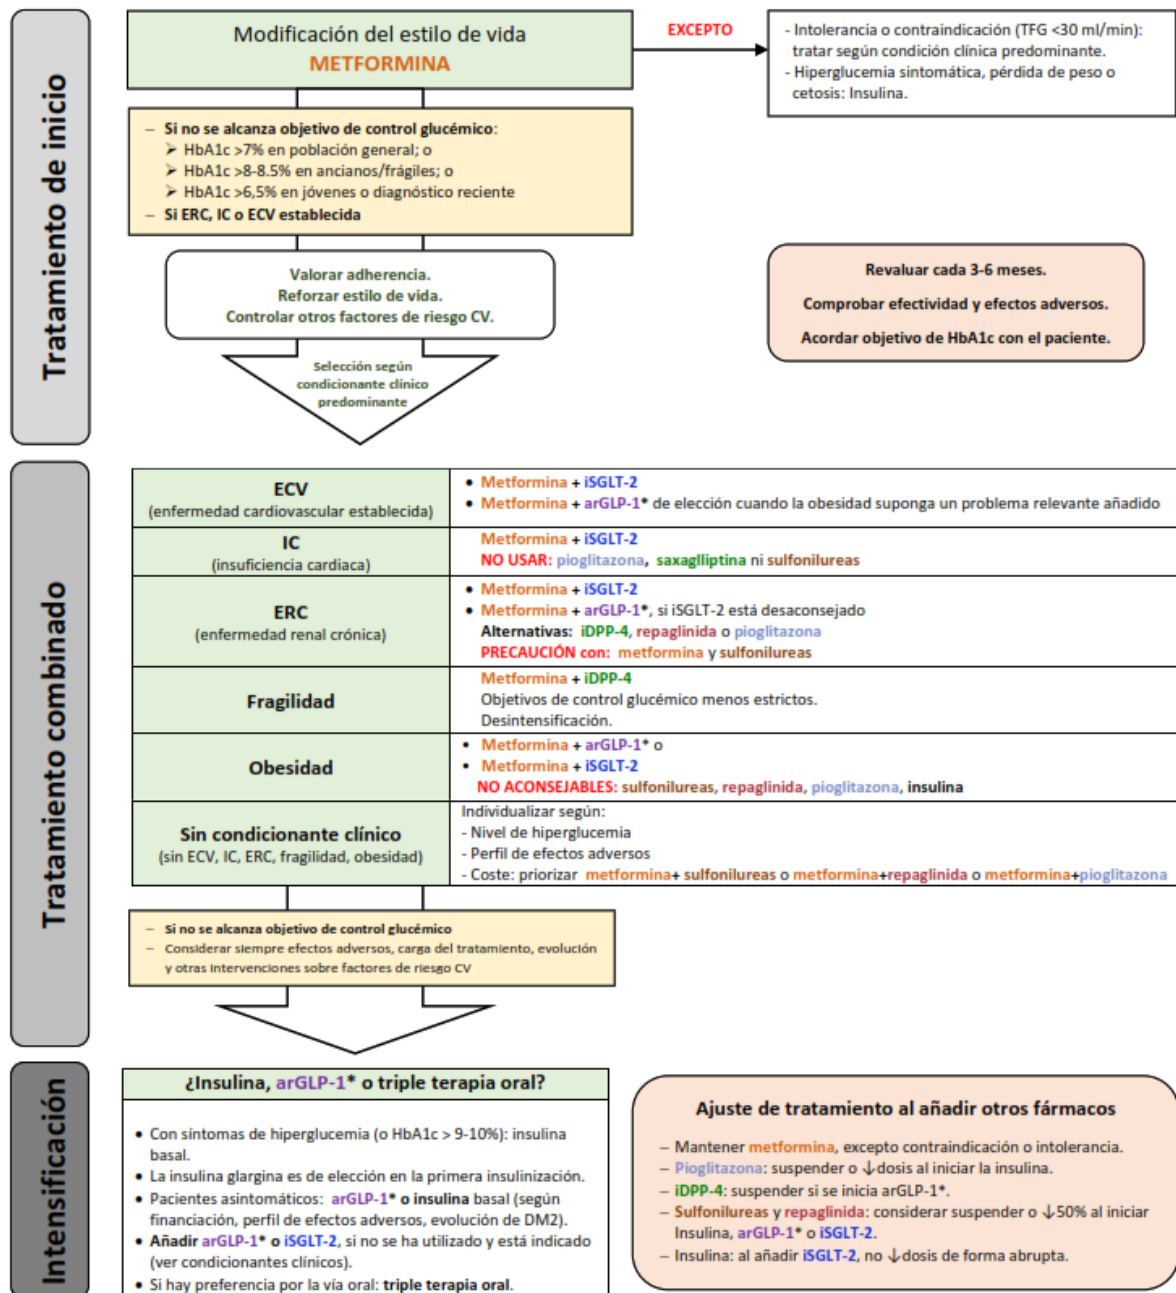 Tratamiento de inicio
Modificación del estilo de vida
METFORMINA
EXCEPTO
- Intolerancia o contraindicación (TFG <30 ml/min):
tratar según condición clínica predominante.
- Hiperglucemia sintomática, pérdida de peso o
cetosis: Insulina.
– Si no se alcanza objetivo de control glucémico:
➢ HbA1c >7% en población general; o
➢ HbA1c >8-8.5% en ancianos/frágiles; o
➢ HbA1c >6,5% en jóvenes o diagnóstico reciente
– Si ERC, IC o ECV establecida
Valorar adherencia.
Reforzar estilo de vida.
Controlar otros factores de riesgo CV.
Revaluar cada 3-6 meses.
Comprobar efectividad y efectos adversos.
Acordar objetivo de HbA1c con el paciente.
Selección según
condicionante clínico
predominante
Tratamiento combinado
ECV
(enfermedad cardiovascular establecida)
• Metformina + iSGLT-2
• Metformina + arGLP-1* de elección cuando la obesidad suponga un problema relevante añadido
IC
(insuficiencia cardiaca)
Metformina + iSGLT-2
NO USAR: pioglitazona, saxaglliptina ni sulfonilureas
ERC
(enfermedad renal crónica)
• Metformina + iSGLT-2
• Metformina + arGLP-1*, si iSGLT-2 está desaconsejado
Alternativas: iDPP-4, repaglinida o pioglitazona
PRECAUCIÓN con: metformina y sulfonilureas
Fragilidad
Metformina + iDPP-4
Objetivos de control glucémico menos estrictos.
Desintensificación.
Obesidad
• Metformina + arGLP-1* o
• Metformina + iSGLT-2
NO ACONSEJABLES: sulfonilureas, repaglinida, pioglitazona, insulina
Sin condicionante clínico
(sin ECV, IC, ERC, fragilidad, obesidad)
Individualizar según:
- Nivel de hiperglucemia
- Perfil de efectos adversos
- Coste: priorizar metformina+ sulfonilureas o metformina+repaglinida o metformina+pioglitazona
– Si no se alcanza objetivo de control glucémico
– Considerar siempre efectos adversos, carga del tratamiento, evolución
y otras intervenciones sobre factores de riesgo CV
Intensificación
¿Insulina, arGLP-1* o triple terapia oral?
• Con síntomas de hiperglucemia (o HbA1c > 9-10%): insulina
basal.
• La insulina glargina es de elección en la primera insulinización.
• Pacientes asintomáticos: arGLP-1* o insulina basal (según
financiación, perfil de efectos adversos, evolución de DM2).
• Añadir arGLP-1* o iSGLT-2, si no se ha utilizado y está indicado
(ver condicionantes clínicos).
• Si hay preferencia por la vía oral: triple terapia oral.
Ajuste de tratamiento al añadir otros fármacos
– Mantener metformina, excepto contraindicación o intolerancia.
– Pioglitazona: suspender o ↓dosis al iniciar la insulina.
– iDPP-4: suspender si se inicia arGLP-1*.
– Sulfonilureas y repaglinida: considerar suspender o ↓50% al iniciar
Insulina, arGLP-1* o iSGLT-2.
– Insulina: al añadir iSGLT-2, no ↓dosis de forma abrupta.